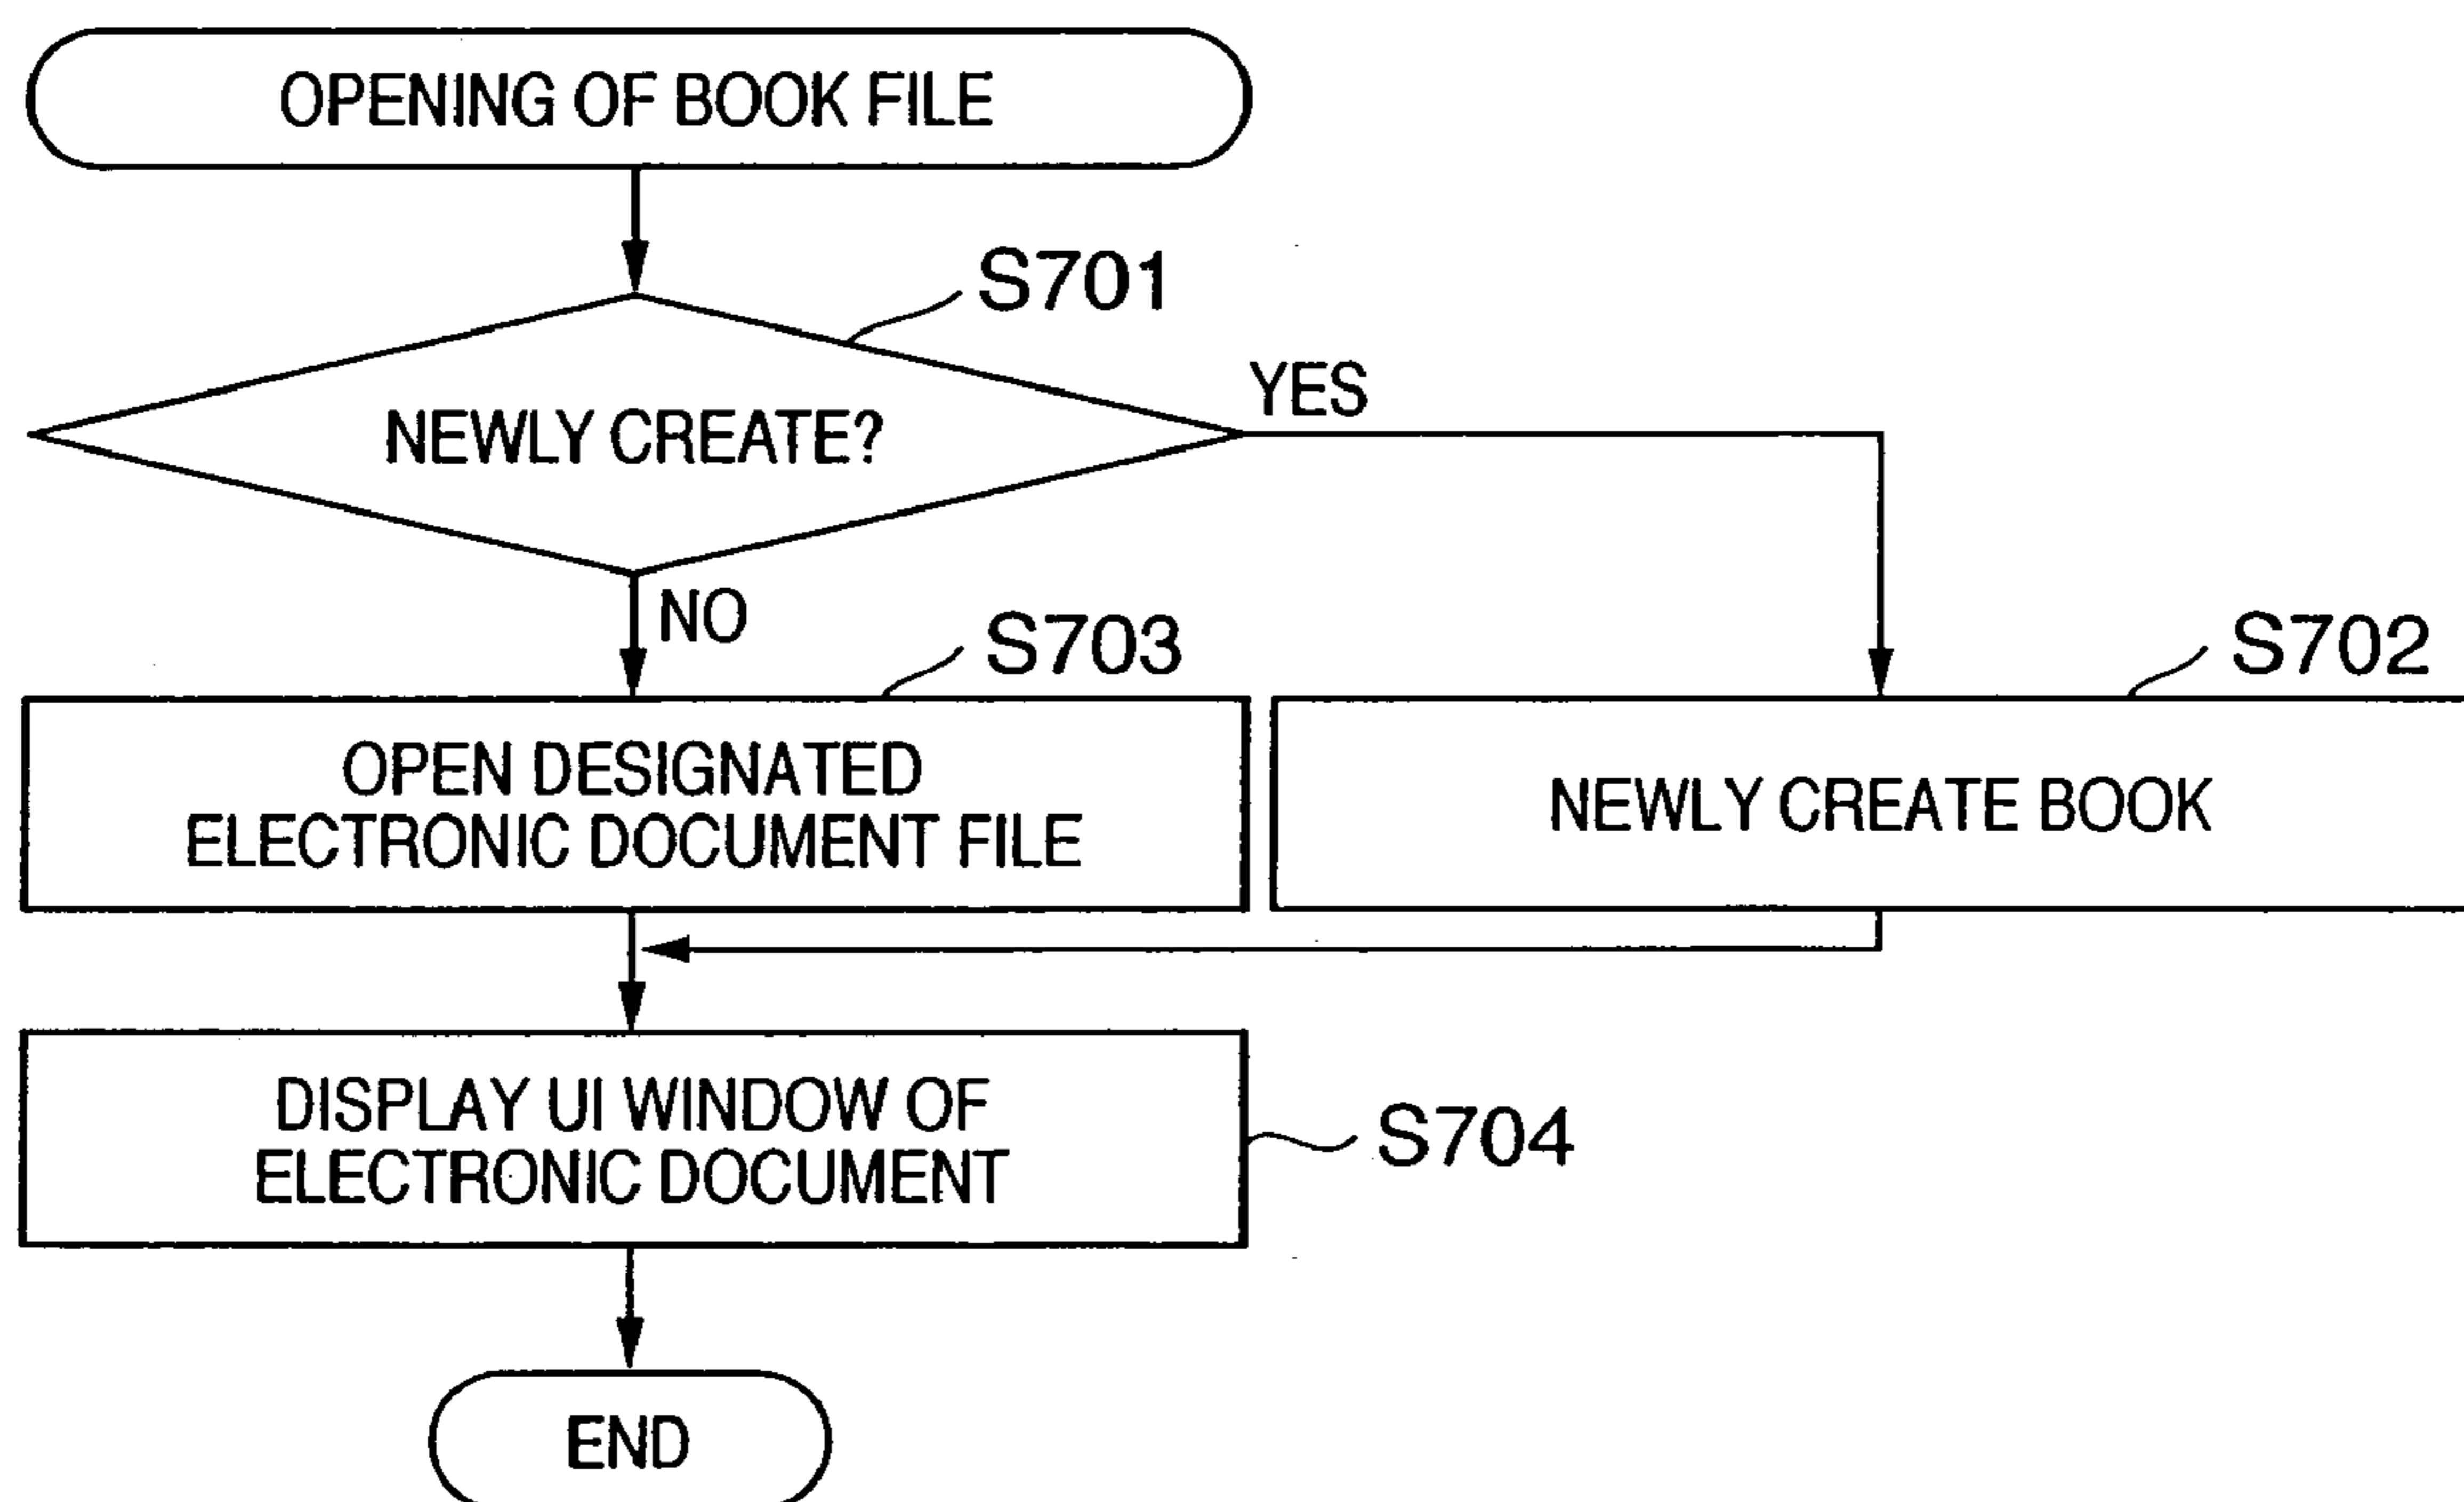 OPENING OF BOOK FILE
S701
NEWLY CREATE?
YES
NO
S703
S702
OPEN DESIGNATED
ELECTRONIC DOCUMENT FILE
NEWLY CREATE BOOK
DISPLAY UI WINDOW OF
ELECTRONIC DOCUMENT
S704
END